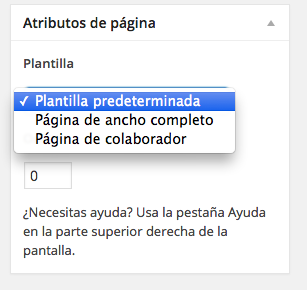 Atributos de página
Plantilla
✓ Plantilla predeterminada
Página de ancho completo
Página de colaborador
0
¿Necesitas ayuda? Usa la pestaña Ayuda
en la parte superior derecha de la
pantalla.